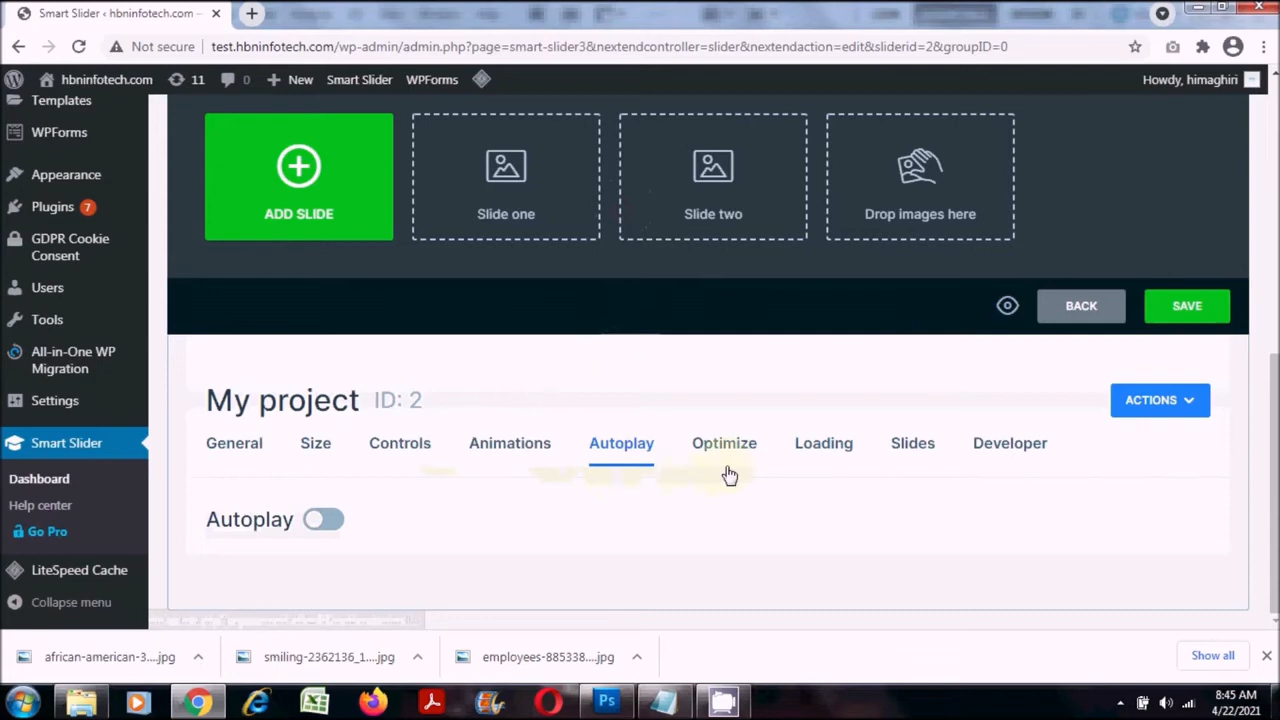 Smart Slider ‹ hbninfotech.com —
Not secure
test.hbninfotech.com/wp-admin/admin.php?page=smart-slider3&nextendcontroller=slider&nextendaction=edit&sliderid=2&groupID=0
hbninfotech.com 11 0 New Smart Slider WPForms Howdy, himaghiri
Templates
WPForms
Appearance
Plugins 7
GDPR Cookie
Consent
Users
Tools
All-in-One WP
Migration
Settings
Smart Slider
Dashboard
Help center
Go Pro
LiteSpeed Cache
Collapse menu
ADD SLIDE
Slide one
Slide two
Drop images here
BACK
SAVE
My project ID: 2
ACTIONS
General Size Controls Animations Autoplay Optimize Loading Slides Developer
Autoplay
african-american-3....jpg
smiling-2362136_1....jpg
employees-885338....jpg
Show all
Ps
8:45 AM
4/22/2021